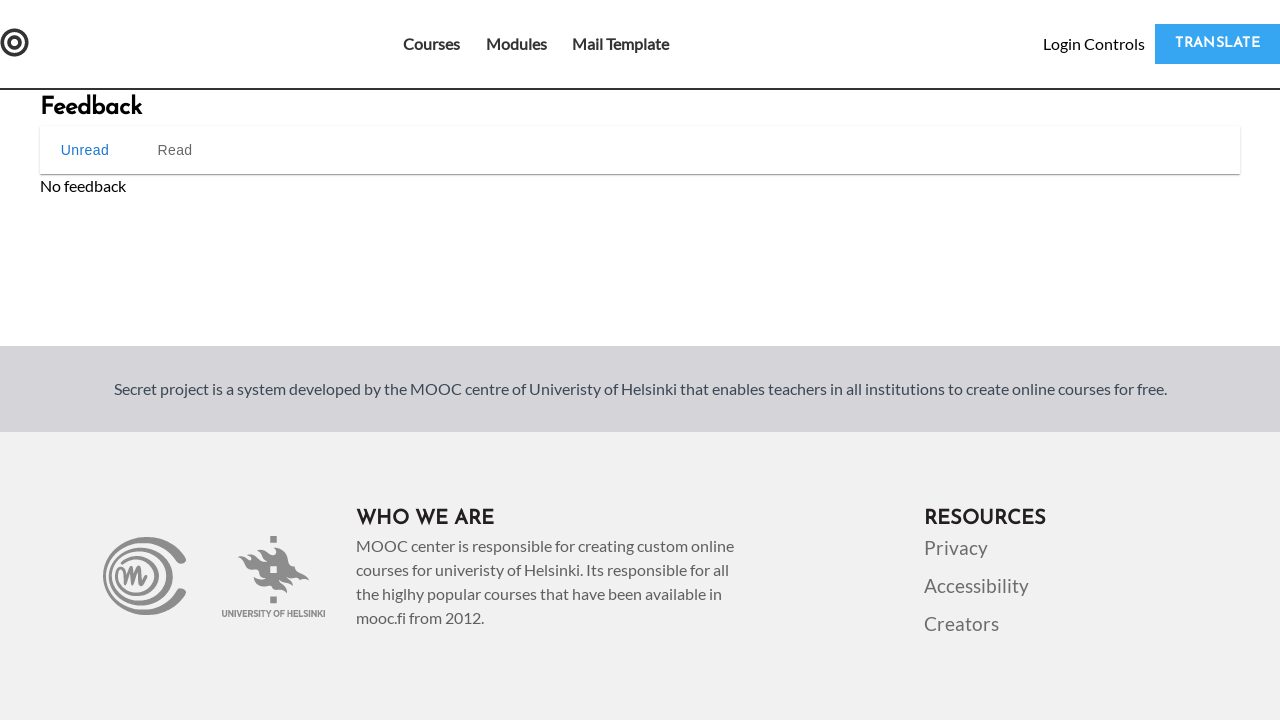 Courses Modules Mail Template Login Controls TRANSLATE
Feedback
Unread Read
No feedback
Secret project is a system developed by the MOOC centre of Univeristy of Helsinki that enables teachers in all institutions to create online courses for free.
WHO WE ARE
MOOC center is responsible for creating custom online
courses for univeristy of Helsinki. Its responsible for all
the higlhy popular courses that have been available in
mooc.fi from 2012.
RESOURCES
Privacy
Accessibility
Creators
m
UNIVERSITY OF HELSINKI